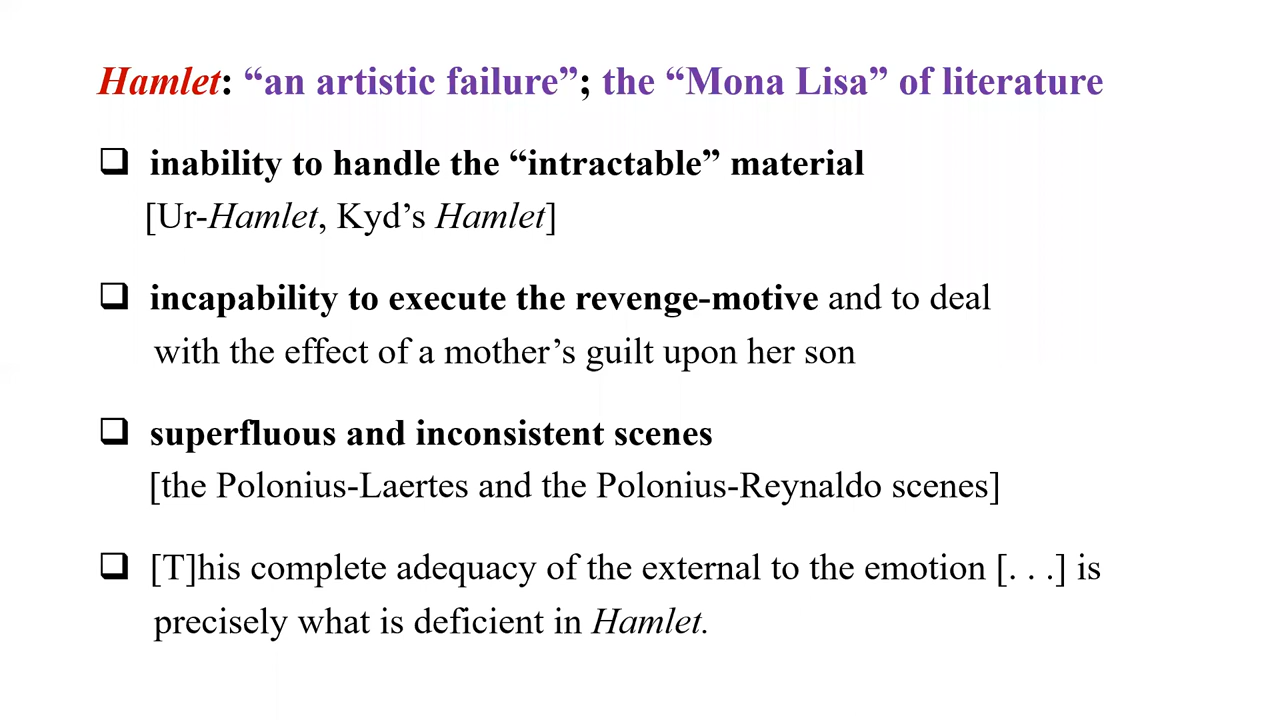 Hamlet: “an artistic failure”; the “Mona Lisa” of literature
❑ inability to handle the “intractable” material
[Ur-Hamlet, Kyd’s Hamlet]
❑ incapability to execute the revenge-motive and to deal
with the effect of a mother’s guilt upon her son
❑ superfluous and inconsistent scenes
[the Polonius-Laertes and the Polonius-Reynaldo scenes]
❑ [T]his complete adequacy of the external to the emotion [. . .] is
precisely what is deficient in Hamlet.